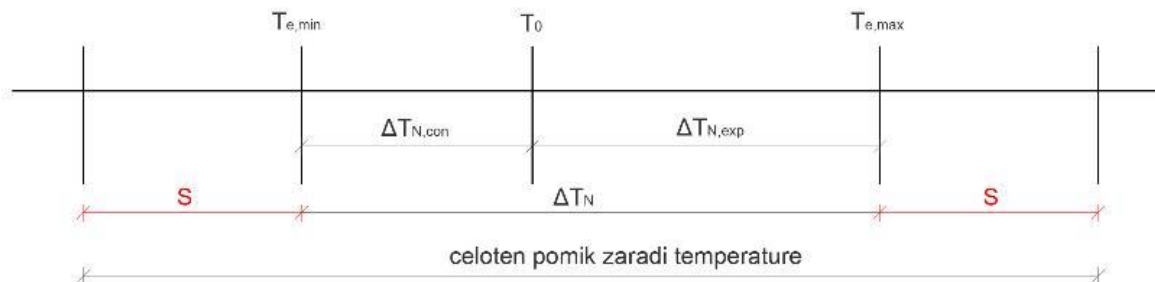 Te,min T0 Te,max
ΔTN,con ΔTN,exp
S ΔTN S
celoten pomik zaradi temperature